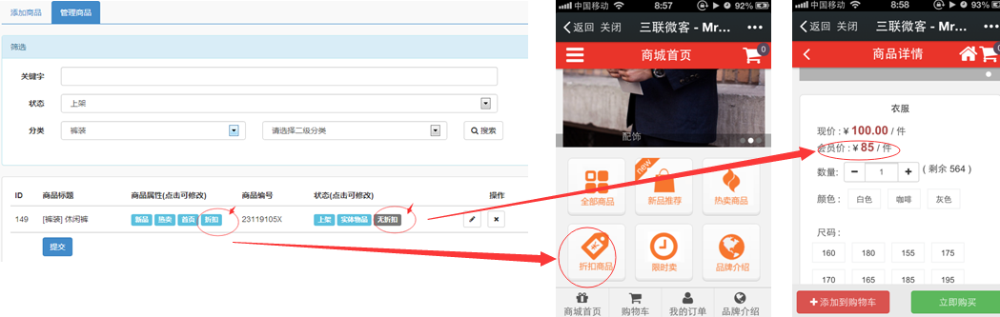 添加商品 管理商品
筛选
关键字
状态 上架
分类 裤装 请选择二级分类 搜索
ID 商品标题 商品属性(点击可修改) 商品编号 状态(点击可修改) 操作
149 [裤装] 休闲裤 新品 热卖 首页 折扣 23119105X 上架 实体物品 无折扣
提交
中国移动 8:57 92%
返回 关闭 三联微客 - Mr...
商城首页 0
配饰
new
全部商品 新品推荐 热卖商品
¥
折扣商品 限时卖 品牌介绍
商城首页 购物车 我的订单 品牌介绍
中国移动 8:58 93%
返回 关闭 三联微客 - Mr...
商品详情 0
衣服
现价 : ¥ 100.00 / 件
会员价 : ¥ 85 / 件
数量: 1 ( 剩余 564 )
颜色 : 白色 咖啡 灰色
尺码 :
160 180 155 175
170 165 185 195
添加到购物车 立即购买